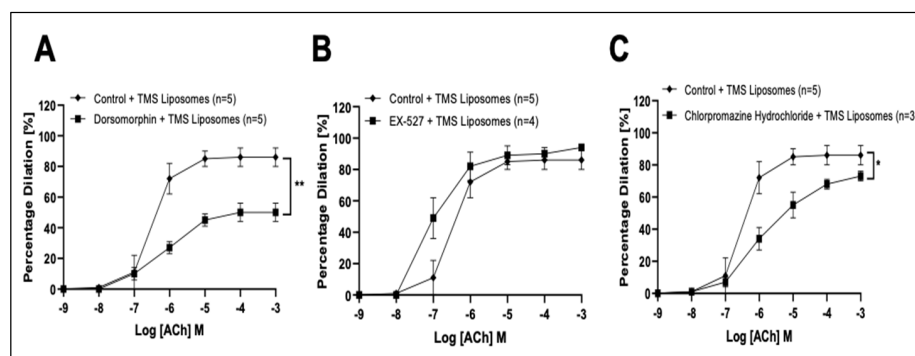 A
Control + TMS Liposomes (n=5)
Dorsomorphin + TMS Liposomes (n=5)
Percentage Dilation [%]
120
100
80
60
40
20
0
**
-9 -8 -7 -6 -5 -4 -3
Log [ACh] M
B
Control + TMS Liposomes (n=5)
EX-527 + TMS Liposomes (n=4)
Percentage Dilation [%]
120
100
80
60
40
20
0
-9 -8 -7 -6 -5 -4 -3
Log [ACh] M
C
Control + TMS Liposomes (n=5)
Chlorpromazine Hydrochloride + TMS Liposomes (n=3
Percentage Dilation [%]
120
100
80
60
40
20
0
*
-9 -8 -7 -6 -5 -4 -3
Log [ACh] M